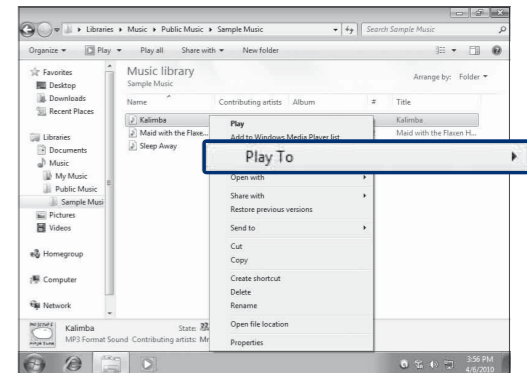 Libraries ▸ Music ▸ Public Music ▸ Sample Music
Search Sample Music
Organize Play Play all Share with New folder
Favorites
Desktop
Downloads
Recent Places
Libraries
Documents
Music
My Music
Public Music
Sample Musi
Pictures
Videos
Homegroup
Computer
Network
Music library
Sample Music
Arrange by: Folder
Name Contributing artists Album # Title
Kalimba Kalimba
Maid with the Flaxe... Maid with the Flaxen H...
Sleep Away
Play
Add to Windows Media Player list
Play To
Open with
Share with
Restore previous versions
Send to
Cut
Copy
Create shortcut
Delete
Rename
Open file location
Properties
Kalimba State:
MP3 Format Sound Contributing artists: Mr
3:56 PM
4/6/2010